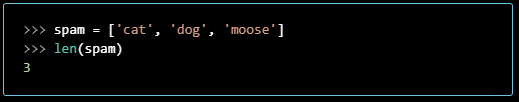 >>> spam = ['cat', 'dog', 'moose']
>>> len(spam)
3